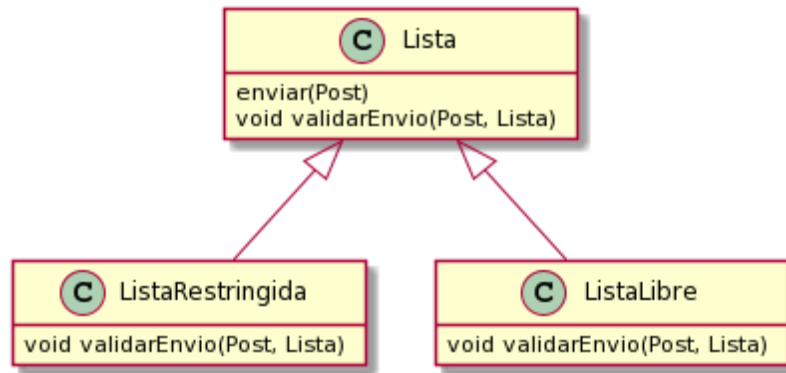 C Lista
enviar(Post)
void validarEnvio(Post, Lista)
C ListaRestringida
void validarEnvio(Post, Lista)
C ListaLibre
void validarEnvio(Post, Lista)